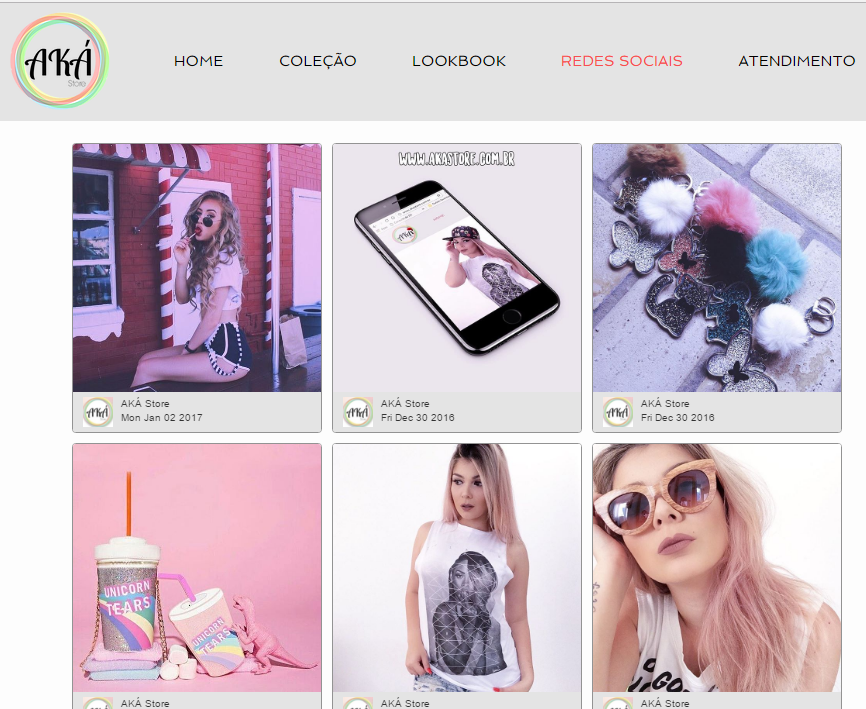 AKÁ
Store
HOME
COLEÇÃO
LOOKBOOK
REDES SOCIAIS
ATENDIMENTO
AKÁ Store
Mon Jan 02 2017
WWW.AKASTORE.COM.BR
AKÁ
AKÁ Store
Fri Dec 30 2016
AKÁ Store
Fri Dec 30 2016
UNICORN
TEARS
UNICORN
TEARS
AKÁ Store
AKÁ Store
AKÁ Store